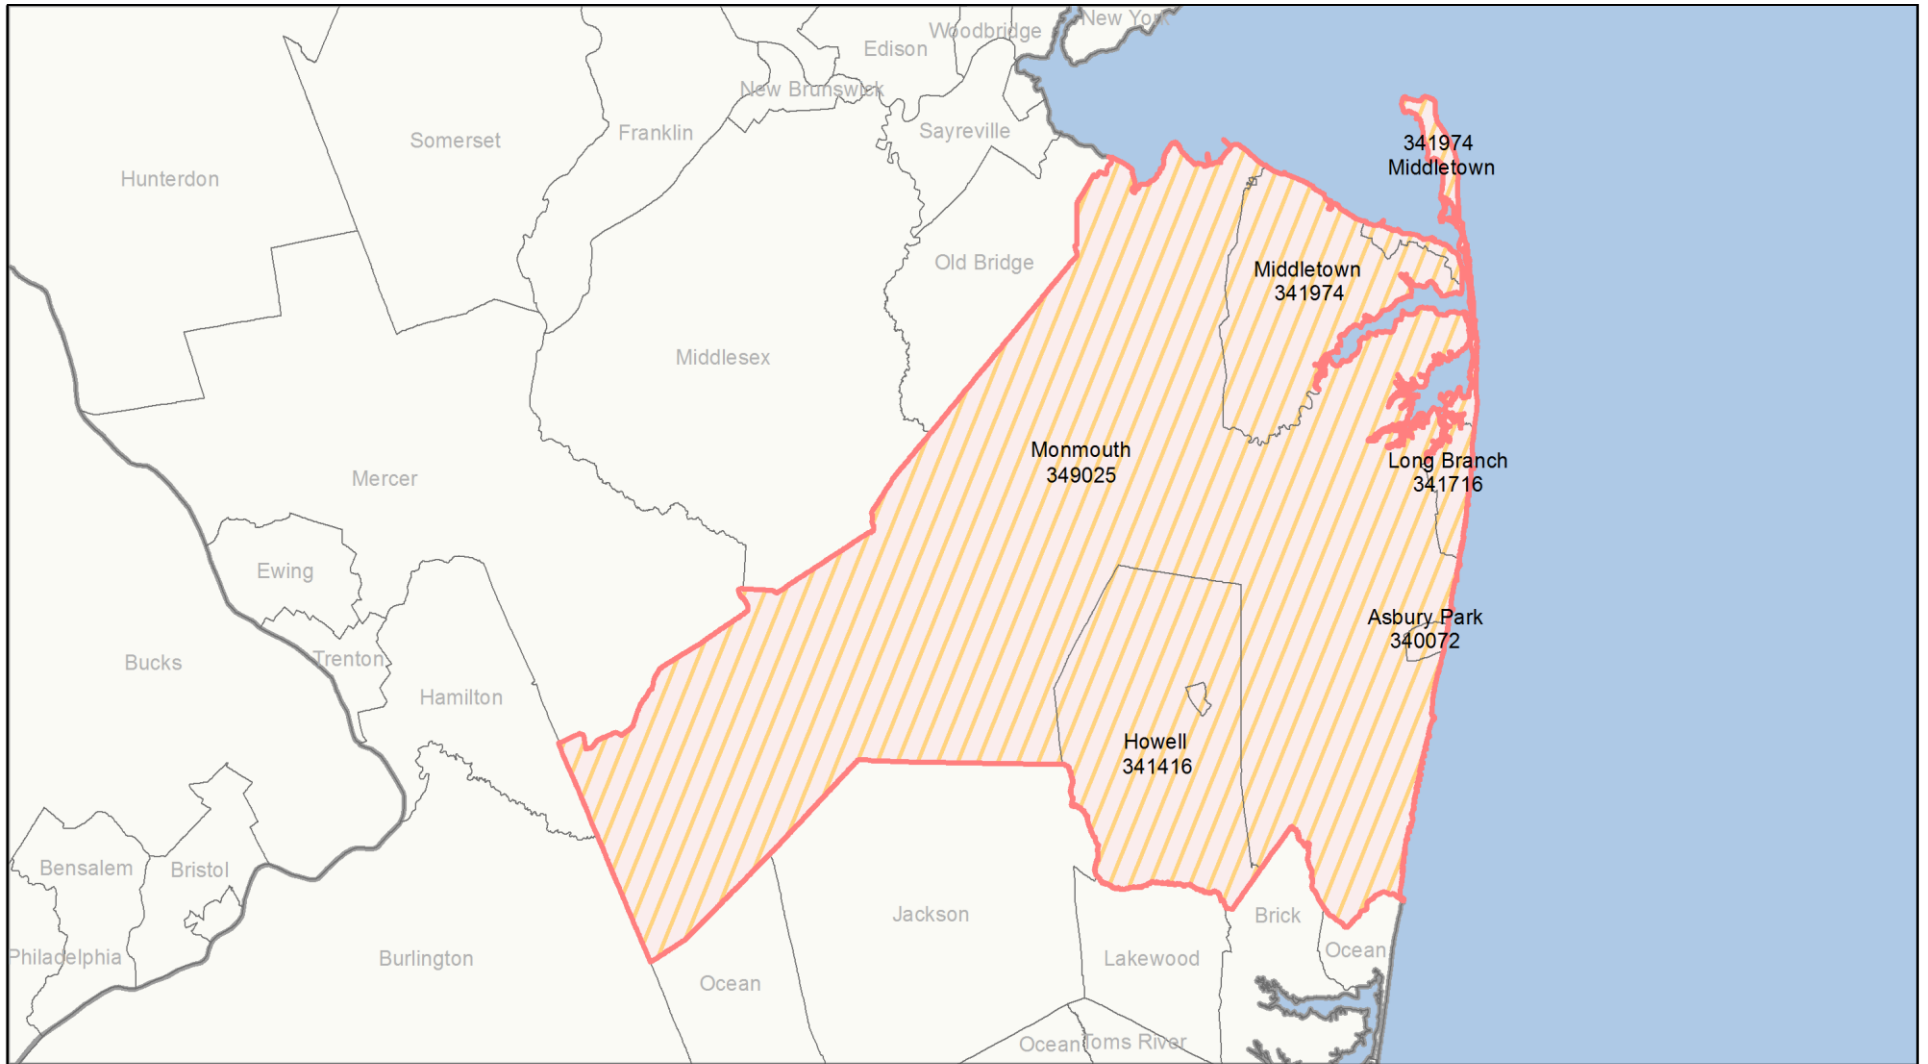 New York
Woodbridge
Edison
New Brunswick
Sayreville
Franklin
Somerset
Hunterdon
341974
Middletown
Old Bridge
Middletown
341974
Middlesex
Monmouth
349025
Long Branch
341716
Mercer
Ewing
Asbury Park
340072
Trenton
Bucks
Hamilton
Howell
341416
Bensalem
Bristol
Jackson
Brick
Philadelphia
Burlington
Lakewood
Ocean
Ocean
Ocean
Toms River